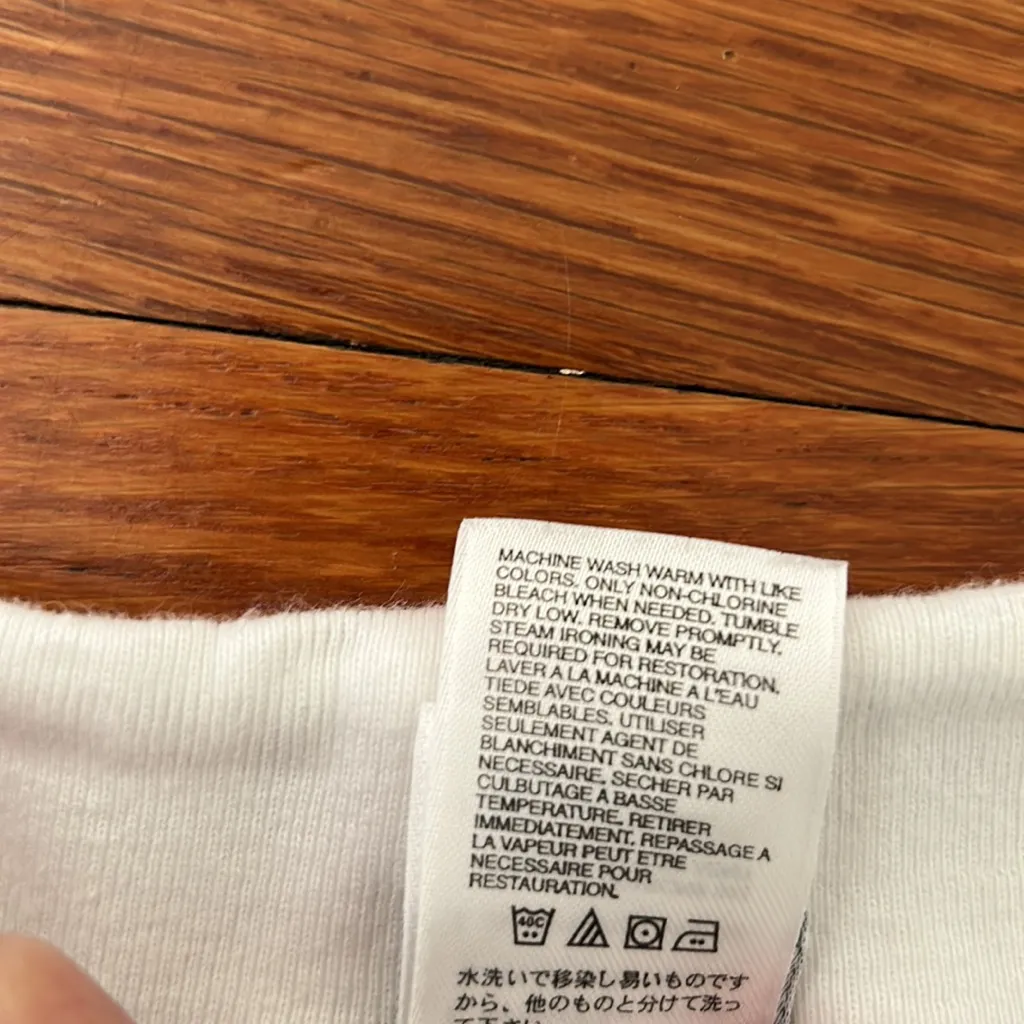 MACHINE WASH WARM WITH LIKE
COLORS. ONLY NON-CHLORINE
BLEACH WHEN NEEDED. TUMBLE
DRY LOW. REMOVE PROMPTLY.
STEAM IRONING MAY BE
REQUIRED FOR RESTORATION.
LAVER A LA MACHINE A L'EAU
TIEDE AVEC COULEURS
SEMBLABLES. UTILISER
SEULEMENT AGENT DE
BLANCHIMENT SANS CHLORE SI
NECESSAIRE. SECHER PAR
CULBUTAGE A BASSE
TEMPERATURE. RETIRER
IMMEDIATEMENT. REPASSAGE A
LA VAPEUR PEUT ETRE
NECESSAIRE POUR
RESTAURATION.
40C
水洗いで移染し易いものです
から、他のものと分けて洗っ
て下さい